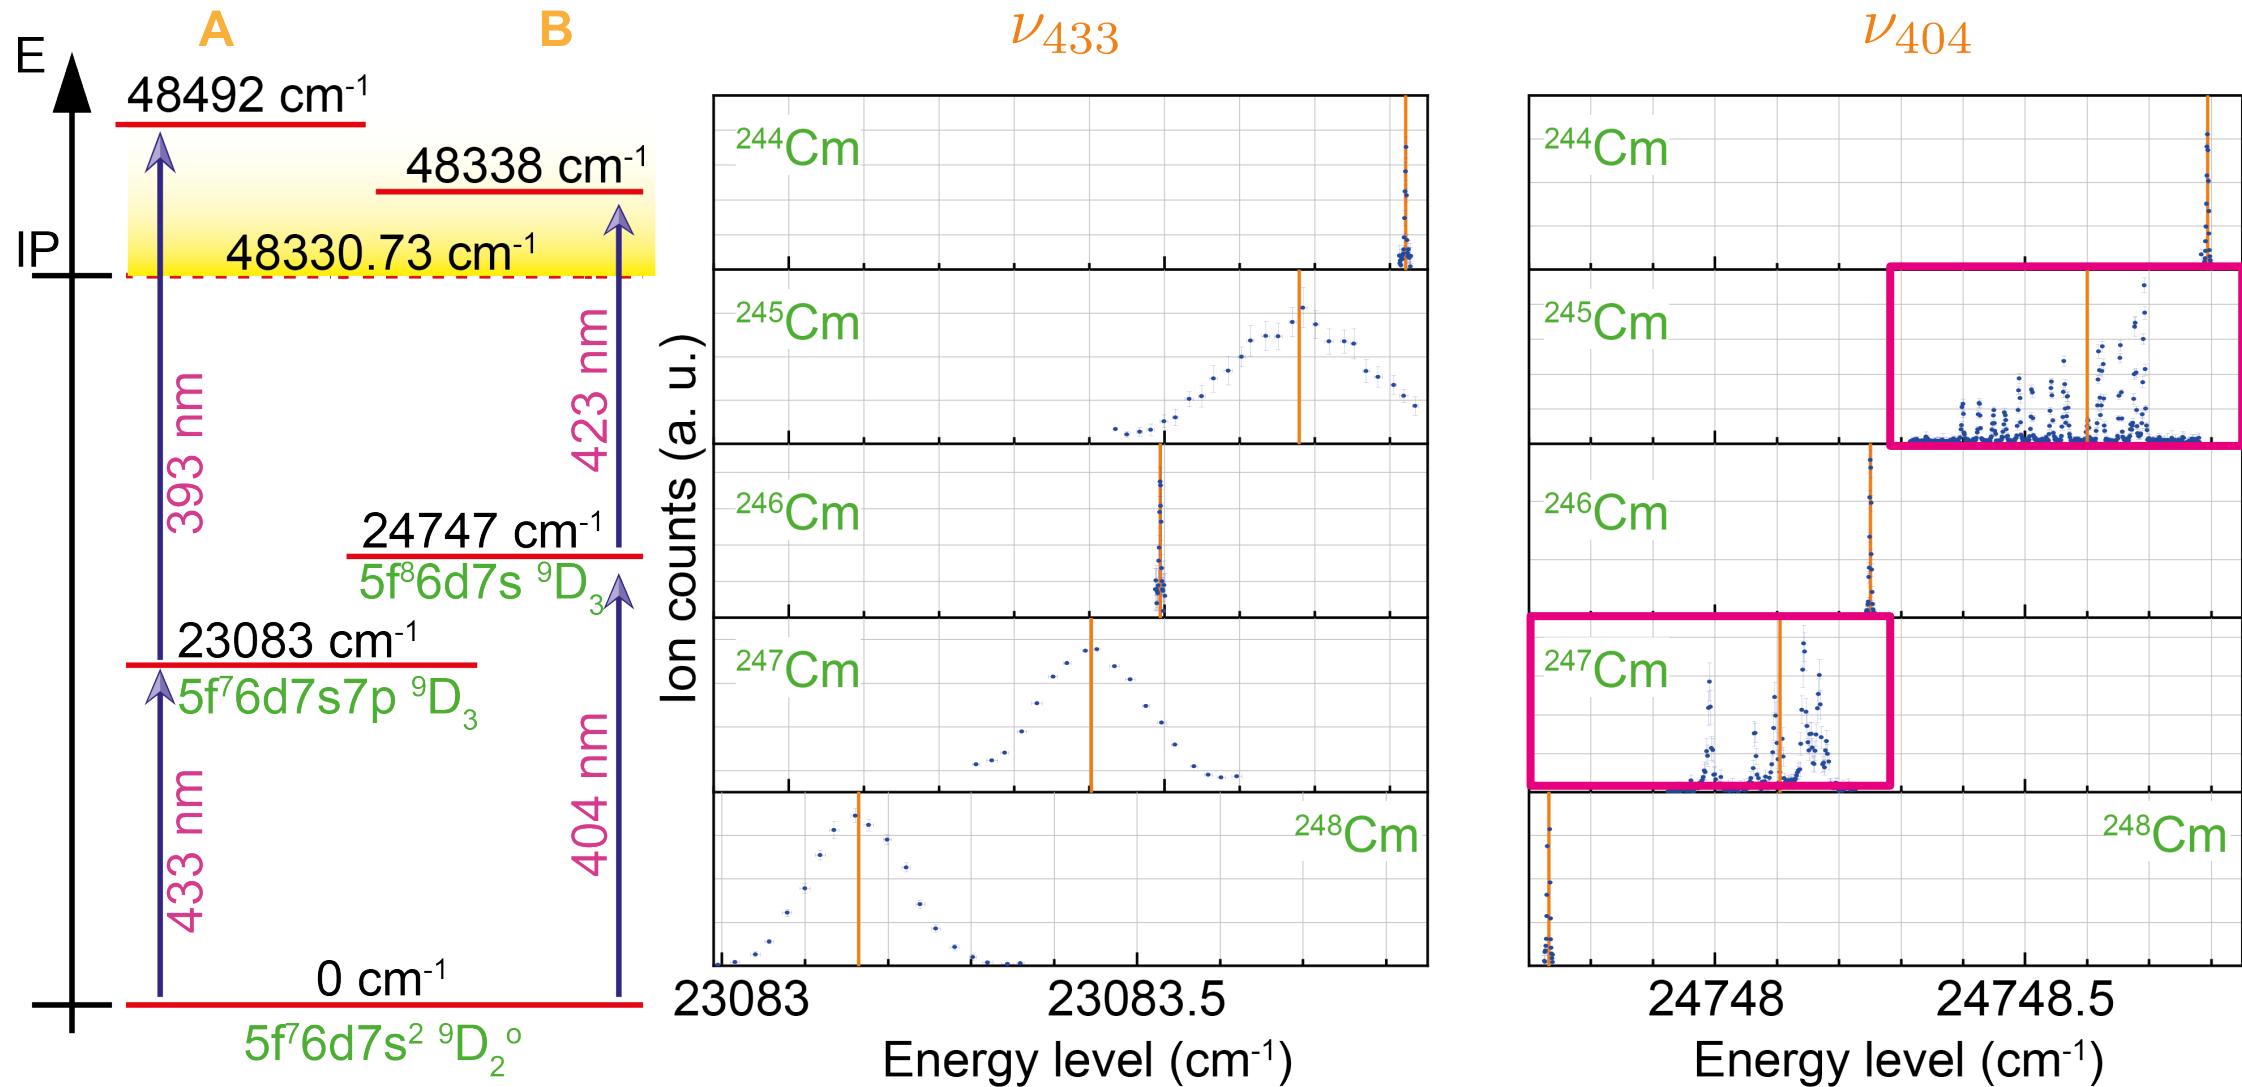 A
B
ν₄₃₃
ν₄₀₄
E
48492 cm⁻¹
48338 cm⁻¹
IP
48330.73 cm⁻¹
393 nm
423 nm
24747 cm⁻¹
5f⁸6d7s ⁹D₃
23083 cm⁻¹
5f⁷6d7s7p ⁹D₃
433 nm
404 nm
0 cm⁻¹
5f⁷6d7s² ⁹D₂°
Ion counts (a. u.)
²⁴⁴Cm
²⁴⁵Cm
²⁴⁶Cm
²⁴⁷Cm
²⁴⁸Cm
23083
23083.5
Energy level (cm⁻¹)
²⁴⁴Cm
²⁴⁵Cm
²⁴⁶Cm
²⁴⁷Cm
²⁴⁸Cm
24748
24748.5
Energy level (cm⁻¹)